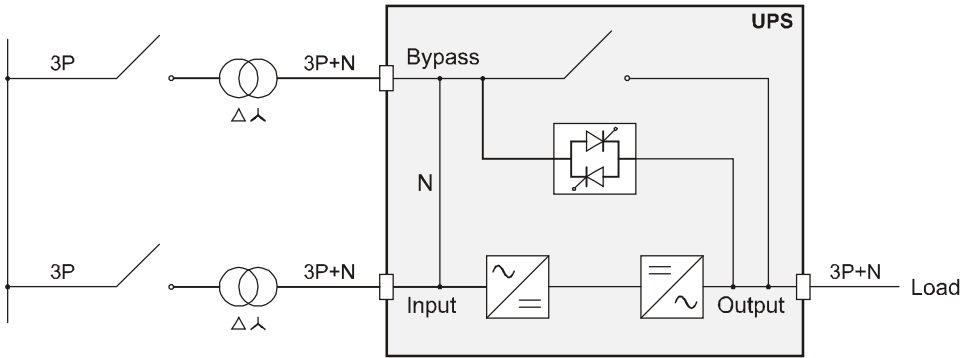 UPS
3P
3P+N
Bypass
N
3P
3P+N
Input
Output
3P+N
Load